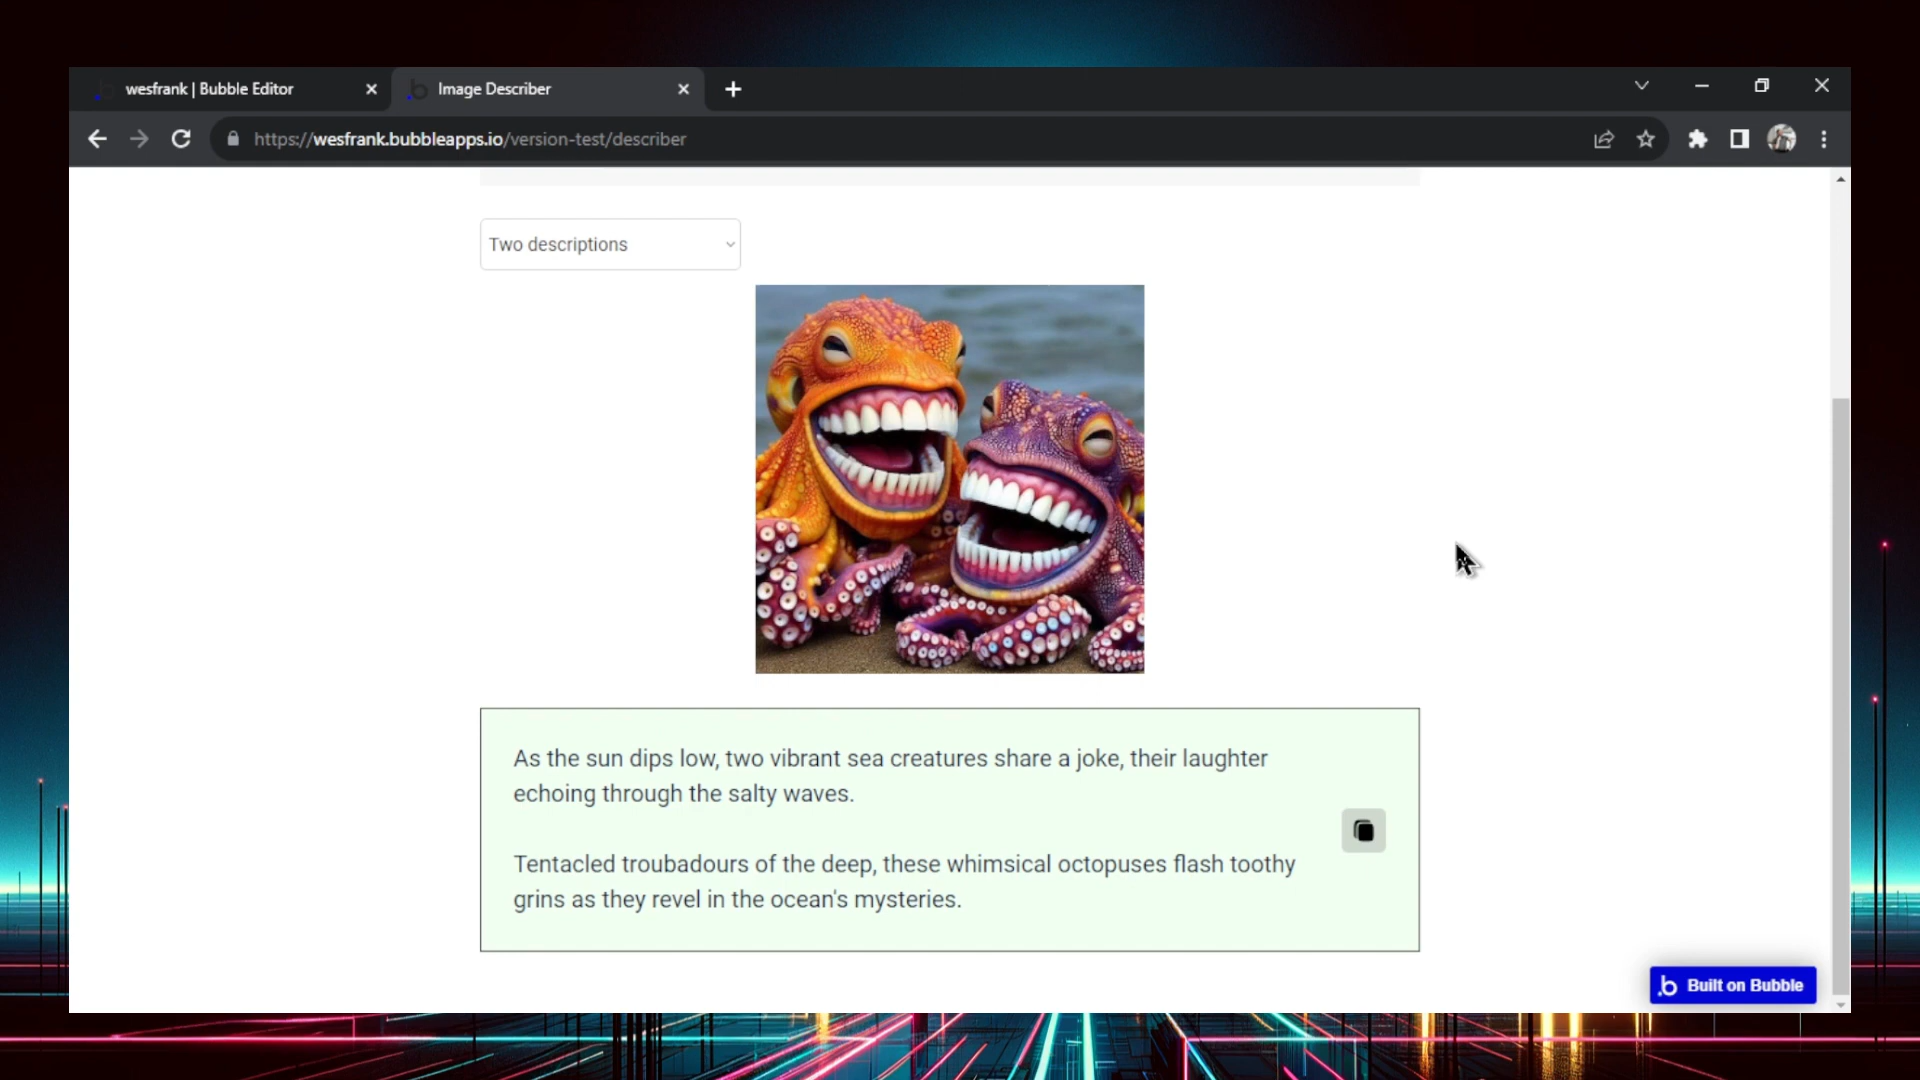 wesfrank | Bubble Editor
Image Describer
https://wesfrank.bubbleapps.io/version-test/describer
Two descriptions
As the sun dips low, two vibrant sea creatures share a joke, their laughter
echoing through the salty waves.
Tentacled troubadours of the deep, these whimsical octopuses flash toothy
grins as they revel in the ocean's mysteries.
.b Built on Bubble